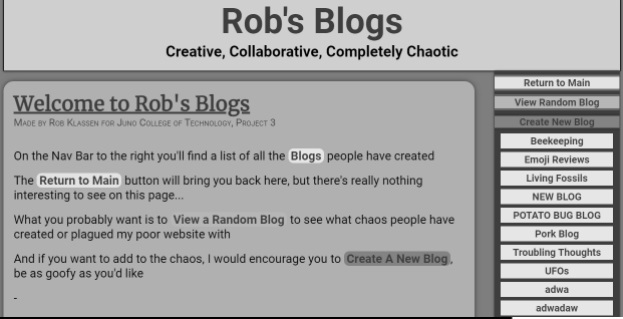 Rob's Blogs
Creative, Collaborative, Completely Chaotic
Welcome to Rob's Blogs
Made by Rob Klassen for Juno College of Technology, Project 3
On the Nav Bar to the right you'll find a list of all the Blogs people have created
The Return to Main button will bring you back here, but there's really nothing
interesting to see on this page...
What you probably want is to View a Random Blog to see what chaos people have
created or plagued my poor website with
And if you want to add to the chaos, I would encourage you to Create A New Blog,
be as goofy as you'd like
-
Return to Main
View Random Blog
Create New Blog
Beekeeping
Emoji Reviews
Living Fossils
NEW BLOG
POTATO BUG BLOG
Pork Blog
Troubling Thoughts
UFOs
adwa
adwadaw